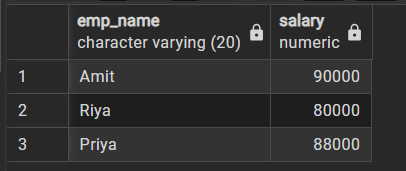 emp_name salary
character varying (20) numeric
1 Amit 90000
2 Riya 80000
3 Priya 88000